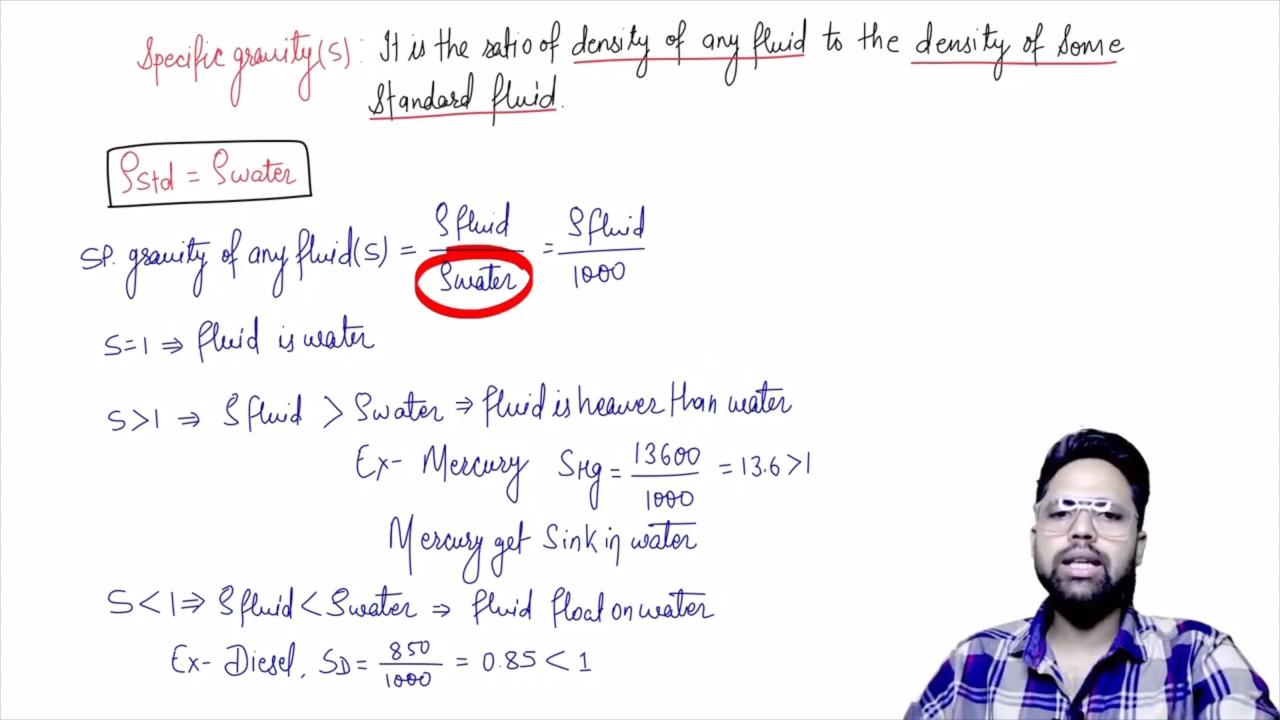 Specific gravity(s): It is the ratio of density of any fluid to the density of some
standard fluid.
ρstd = ρwater
SP. gravity of any fluid(s) = ρfluid/ρwater = ρfluid/1000
S=1 ⇒ fluid is water
S>1 ⇒ ρfluid > ρwater ⇒ fluid is heavier than water
Ex- Mercury SHg = 13600/1000 = 13.6>1
Mercury get sink in water
S<1 ⇒ ρfluid < ρwater ⇒ fluid float on water
Ex- Diesel, SD = 850/1000 = 0.85 < 1